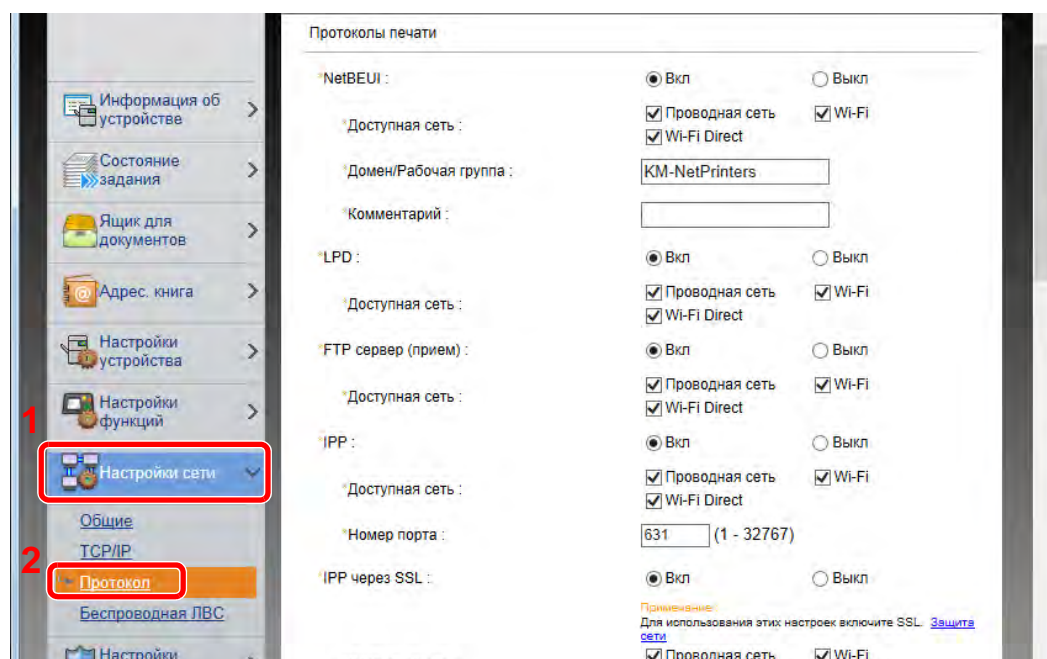 Протоколы печати
*NetBEUI :
Вкл
Выкл
*Доступная сеть :
Проводная сеть
Wi-Fi
Wi-Fi Direct
*Домен/Рабочая группа :
KM-NetPrinters
*Комментарий :
*LPD :
Вкл
Выкл
*Доступная сеть :
Проводная сеть
Wi-Fi
Wi-Fi Direct
*FTP сервер (прием) :
Вкл
Выкл
*Доступная сеть :
Проводная сеть
Wi-Fi
Wi-Fi Direct
*IPP :
Вкл
Выкл
*Доступная сеть :
Проводная сеть
Wi-Fi
Wi-Fi Direct
*Номер порта :
631
(1 - 32767)
*IPP через SSL :
Вкл
Выкл
Примечание:
Для использования этих настроек включите SSL. Защита
сети
Проводная сеть
Wi-Fi
Информация об
устройстве
Состояние
задания
Ящик для
документов
Адрес. книга
Настройки
устройства
Настройки
функций
1
Настройки сети
Общие
TCP/IP
2
Протокол
Беспроводная ЛВС
Настройки